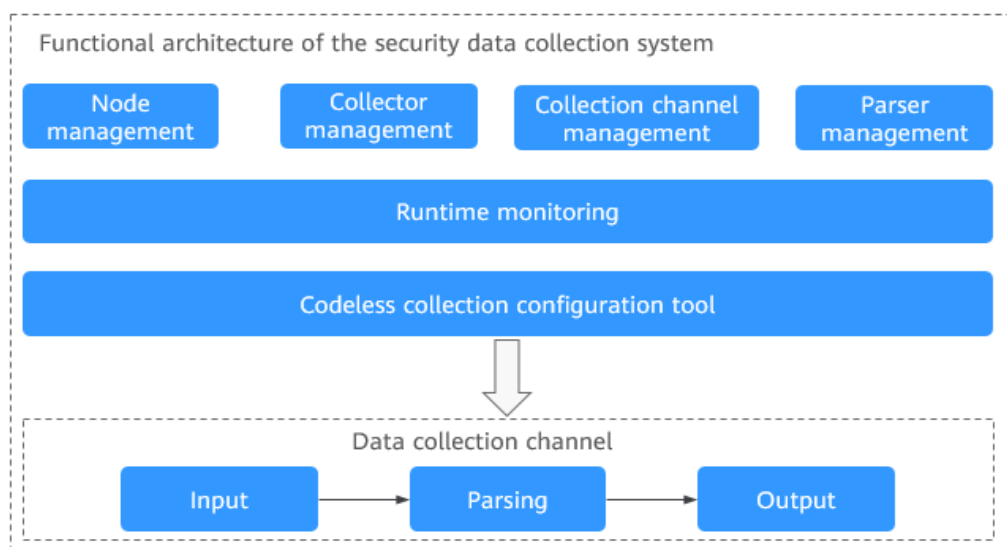 Functional architecture of the security data collection system
Node
management
Collector
management
Collection channel
management
Parser
management
Runtime monitoring
Codeless collection configuration tool
Data collection channel
Input
Parsing
Output